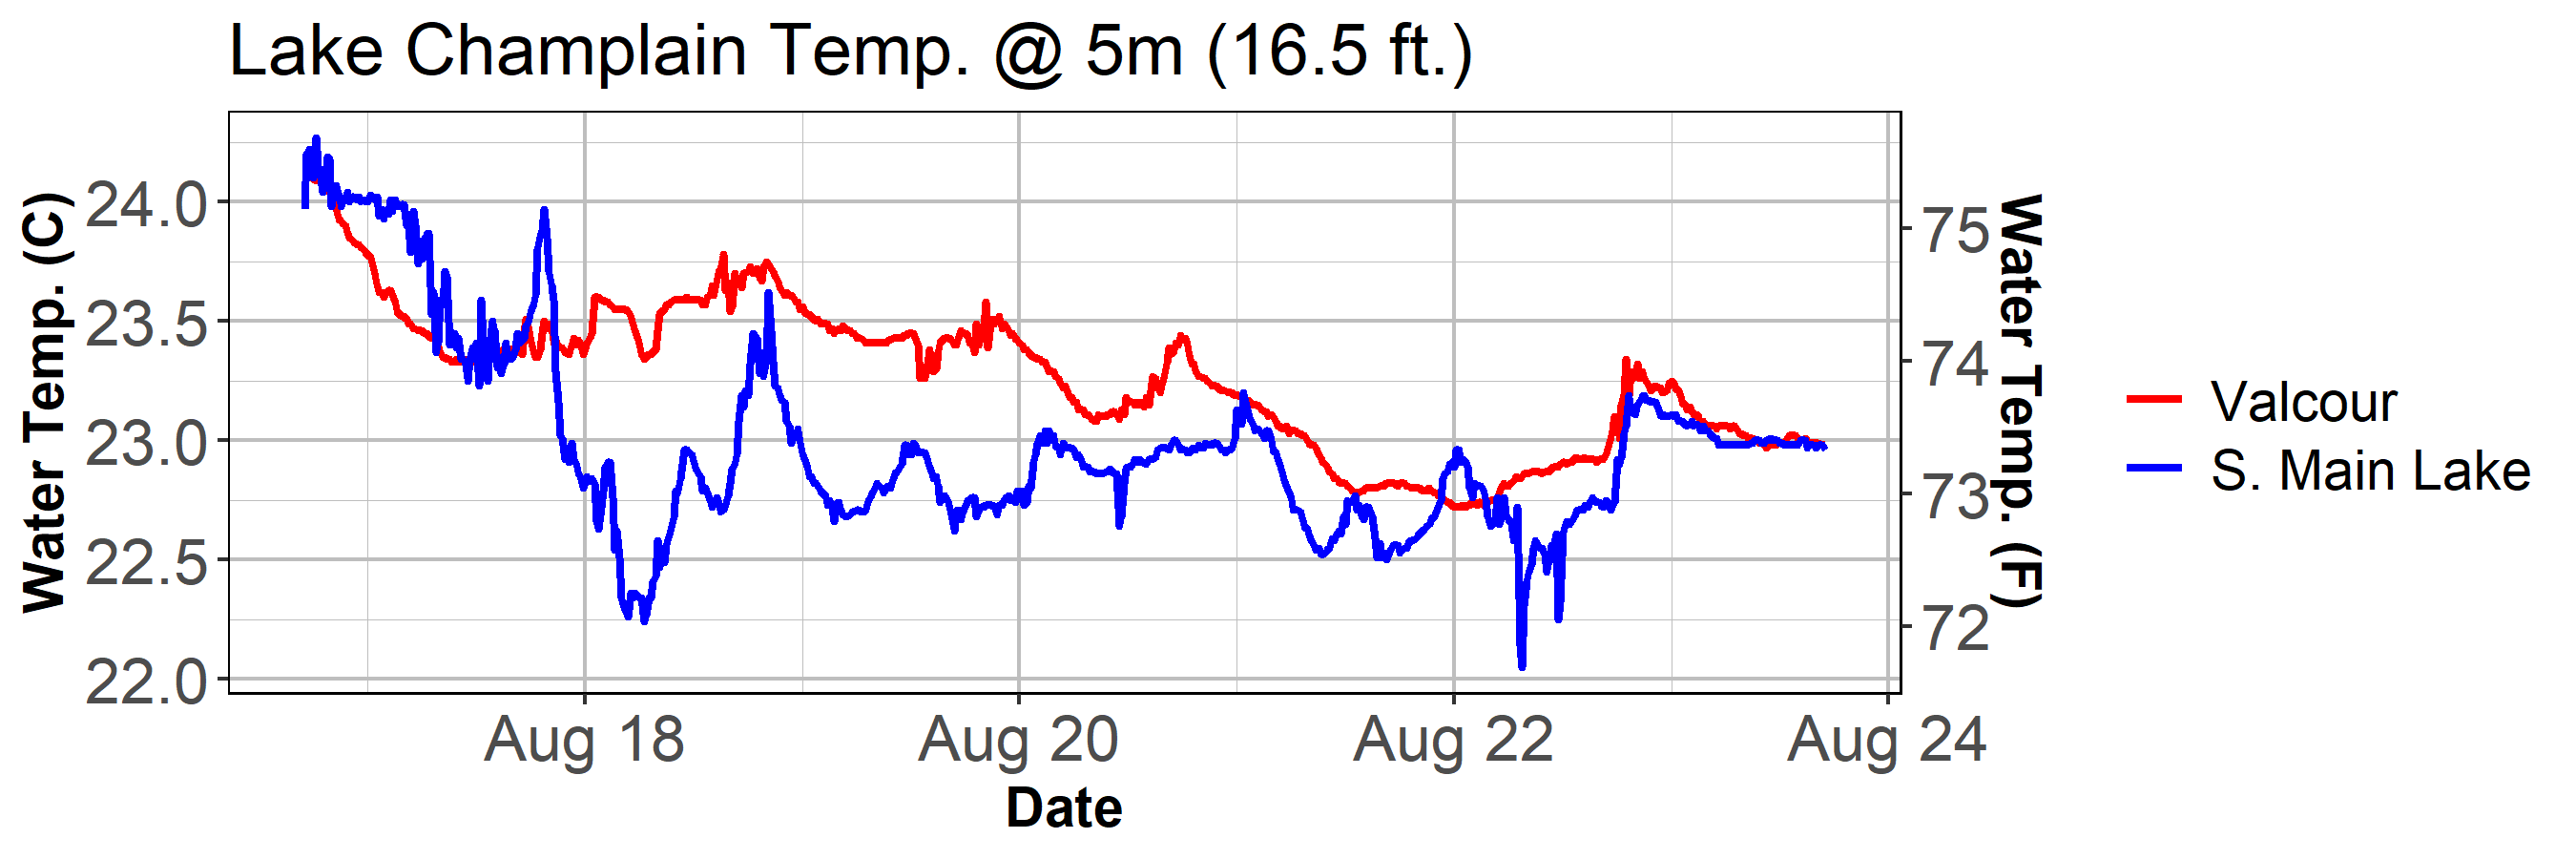 Lake Champlain Temp. @ 5m (16.5 ft.)
Water Temp. (C)
24.0
23.5
23.0
22.5
22.0
75
74
73
72
Water Temp. (F)
Aug 18
Aug 20
Aug 22
Aug 24
Date
Valcour
S. Main Lake